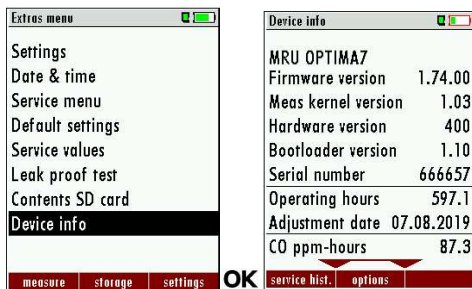 Extras menu
Settings
Date & time
Service menu
Default settings
Service values
Leak proof test
Contents SD card
Device info
measure storage settings
OK
Device info
MRU OPTIMA7
Firmware version 1.74.00
Meas kernel version 1.03
Hardware version 400
Bootloader version 1.10
Serial number 666657
Operating hours 597.1
Adjustment date 07.08.2019
CO ppm-hours 87.3
service hist. options